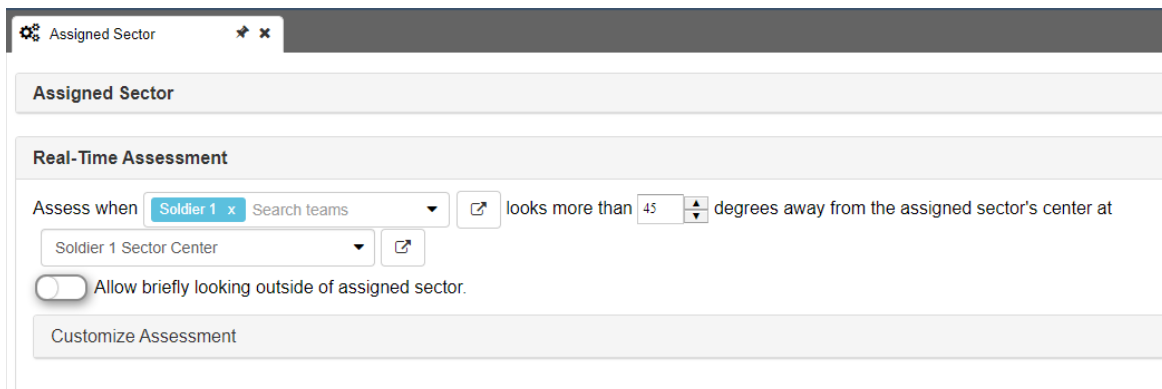 Assigned Sector
Assigned Sector
Real-Time Assessment
Assess when Soldier 1 x Search teams looks more than 45 degrees away from the assigned sector's center at
Soldier 1 Sector Center
Allow briefly looking outside of assigned sector.
Customize Assessment